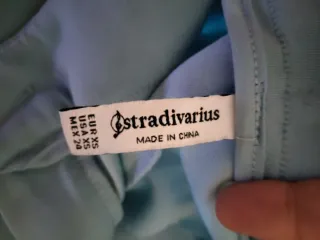 Stradivarius
MADE IN CHINA
EUR XS
USA XS
MEX 24